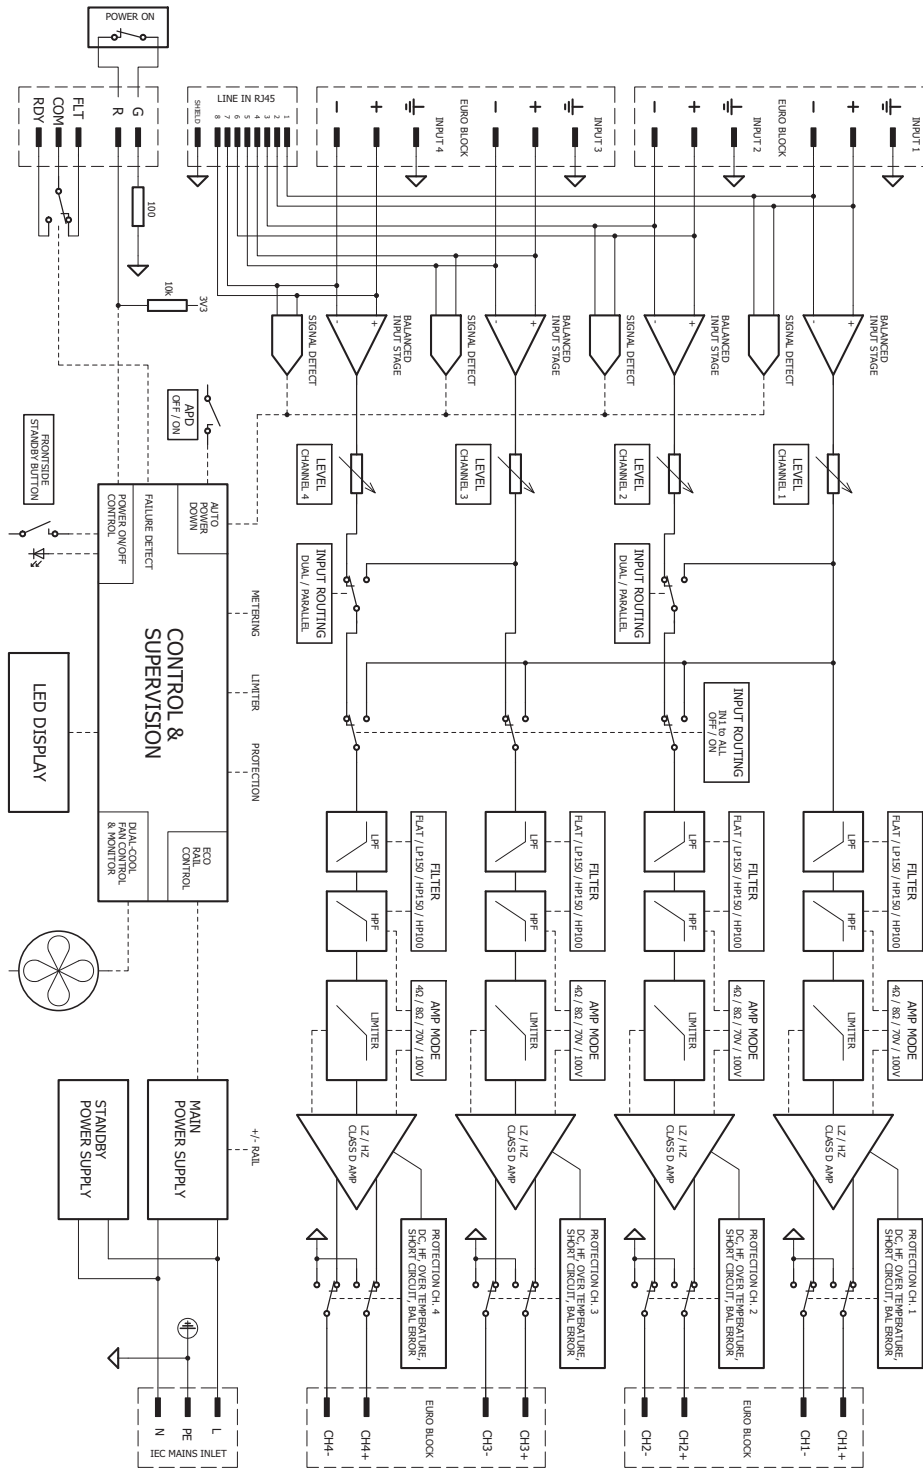 POWER ON
FLT
COM
RDY
G
R
100
10k
3V3
LINE IN RJ45
SHIELD
8
7
6
5
4
3
2
1
EURO BLOCK
INPUT 4
-
+
INPUT 3
-
+
EURO BLOCK
INPUT 2
-
+
INPUT 1
-
+
SIGNAL DETECT
BALANCED
INPUT STAGE
-
+
SIGNAL DETECT
BALANCED
INPUT STAGE
-
+
SIGNAL DETECT
BALANCED
INPUT STAGE
-
+
SIGNAL DETECT
BALANCED
INPUT STAGE
-
+
APD
OFF / ON
FRONTSIDE
STANDBY BUTTON
LEVEL
CHANNEL 4
LEVEL
CHANNEL 3
LEVEL
CHANNEL 2
LEVEL
CHANNEL 1
AUTO
POWER
DOWN
FAILURE DETECT
POWER ON/OFF
CONTROL
INPUT ROUTING
DUAL / PARALLEL
INPUT ROUTING
DUAL / PARALLEL
METERING
LIMITER
PROTECTION
CONTROL &
SUPERVISION
LED DISPLAY
INPUT ROUTING
IN1 to ALL
OFF / ON
ECO
RAIL
CONTROL
DUAL-COOL
FAN CONTROL
& MONITOR
FILTER
FLAT / LP150 / HP150 / HP100
LPF
HPF
FILTER
FLAT / LP150 / HP150 / HP100
LPF
HPF
FILTER
FLAT / LP150 / HP150 / HP100
LPF
HPF
FILTER
FLAT / LP150 / HP150 / HP100
LPF
HPF
AMP MODE
4Ω / 8Ω / 70V / 100V
LIMITER
AMP MODE
4Ω / 8Ω / 70V / 100V
LIMITER
AMP MODE
4Ω / 8Ω / 70V / 100V
LIMITER
AMP MODE
4Ω / 8Ω / 70V / 100V
LIMITER
MAIN
POWER SUPPLY
STANDBY
POWER SUPPLY
+/- RAIL
LZ / HZ
CLASS D AMP
LZ / HZ
CLASS D AMP
LZ / HZ
CLASS D AMP
LZ / HZ
CLASS D AMP
PROTECTION CH. 4
DC, HF, OVER TEMPERATURE,
SHORT CIRCUIT, BAL ERROR
PROTECTION CH. 3
DC, HF, OVER TEMPERATURE,
SHORT CIRCUIT, BAL ERROR
PROTECTION CH. 2
DC, HF, OVER TEMPERATURE,
SHORT CIRCUIT, BAL ERROR
PROTECTION CH. 1
DC, HF, OVER TEMPERATURE,
SHORT CIRCUIT, BAL ERROR
L
PE
N
IEC MAINS INLET
EURO BLOCK
CH4-
CH4+
CH3-
CH3+
EURO BLOCK
CH2-
CH2+
CH1-
CH1+